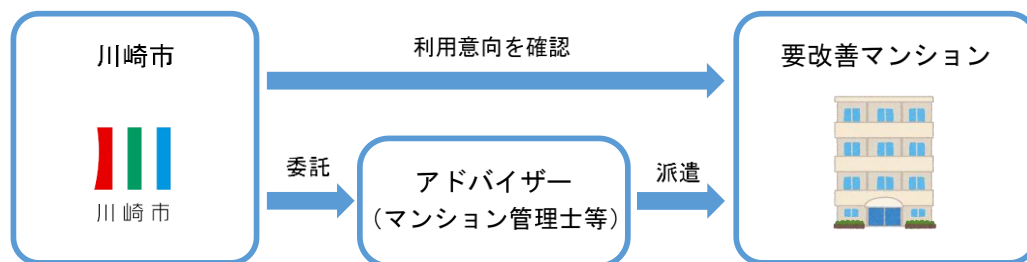 川崎市
利用意向を確認
要改善マンション
川崎市
委託
アドバイザー
（マンション管理士等）
派遣